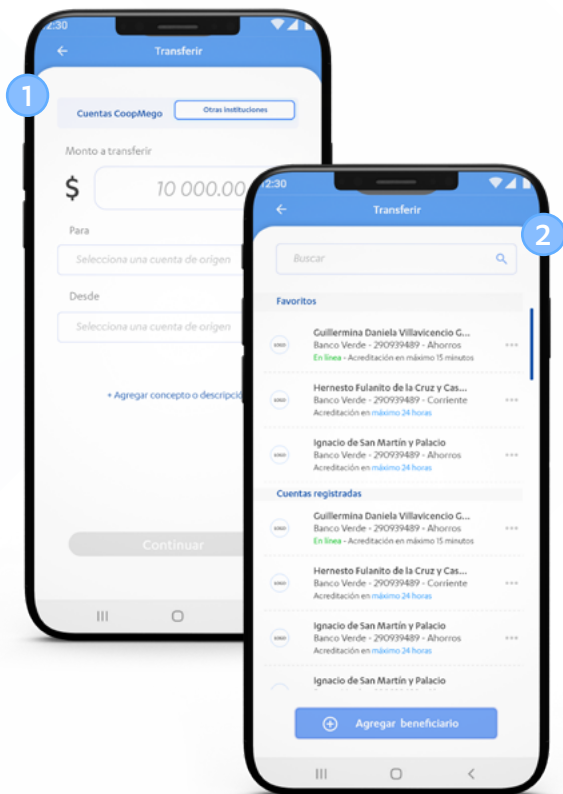 1
2:30
Transferir
Cuentas CoopMego
Otras instituciones
Monto a transferir
$ 10 000.00
Para
Selecciona una cuenta de origen
Desde
Selecciona una cuenta de origen
+ Agregar concepto o descripció
Continuar
2
12:30
Transferir
Buscar
Favoritos
Guillermina Daniela Villavicencio G...
Banco Verde - 290939489 - Ahorros
En línea - Acreditación en máximo 15 minutos
Hernesto Fulanito de la Cruz y Cas...
Banco Verde - 290939489 - Corriente
Acreditación en máximo 24 horas
Ignacio de San Martín y Palacio
Banco Verde - 290939489 - Ahorros
Acreditación en máximo 24 horas
Cuentas registradas
Guillermina Daniela Villavicencio G...
Banco Verde - 290939489 - Ahorros
En línea - Acreditación en máximo 15 minutos
Hernesto Fulanito de la Cruz y Cas...
Banco Verde - 290939489 - Corriente
Acreditación en máximo 24 horas
Ignacio de San Martín y Palacio
Banco Verde - 290939489 - Ahorros
Acreditación en máximo 24 horas
Ignacio de San Martín y Palacio
Agregar beneficiario